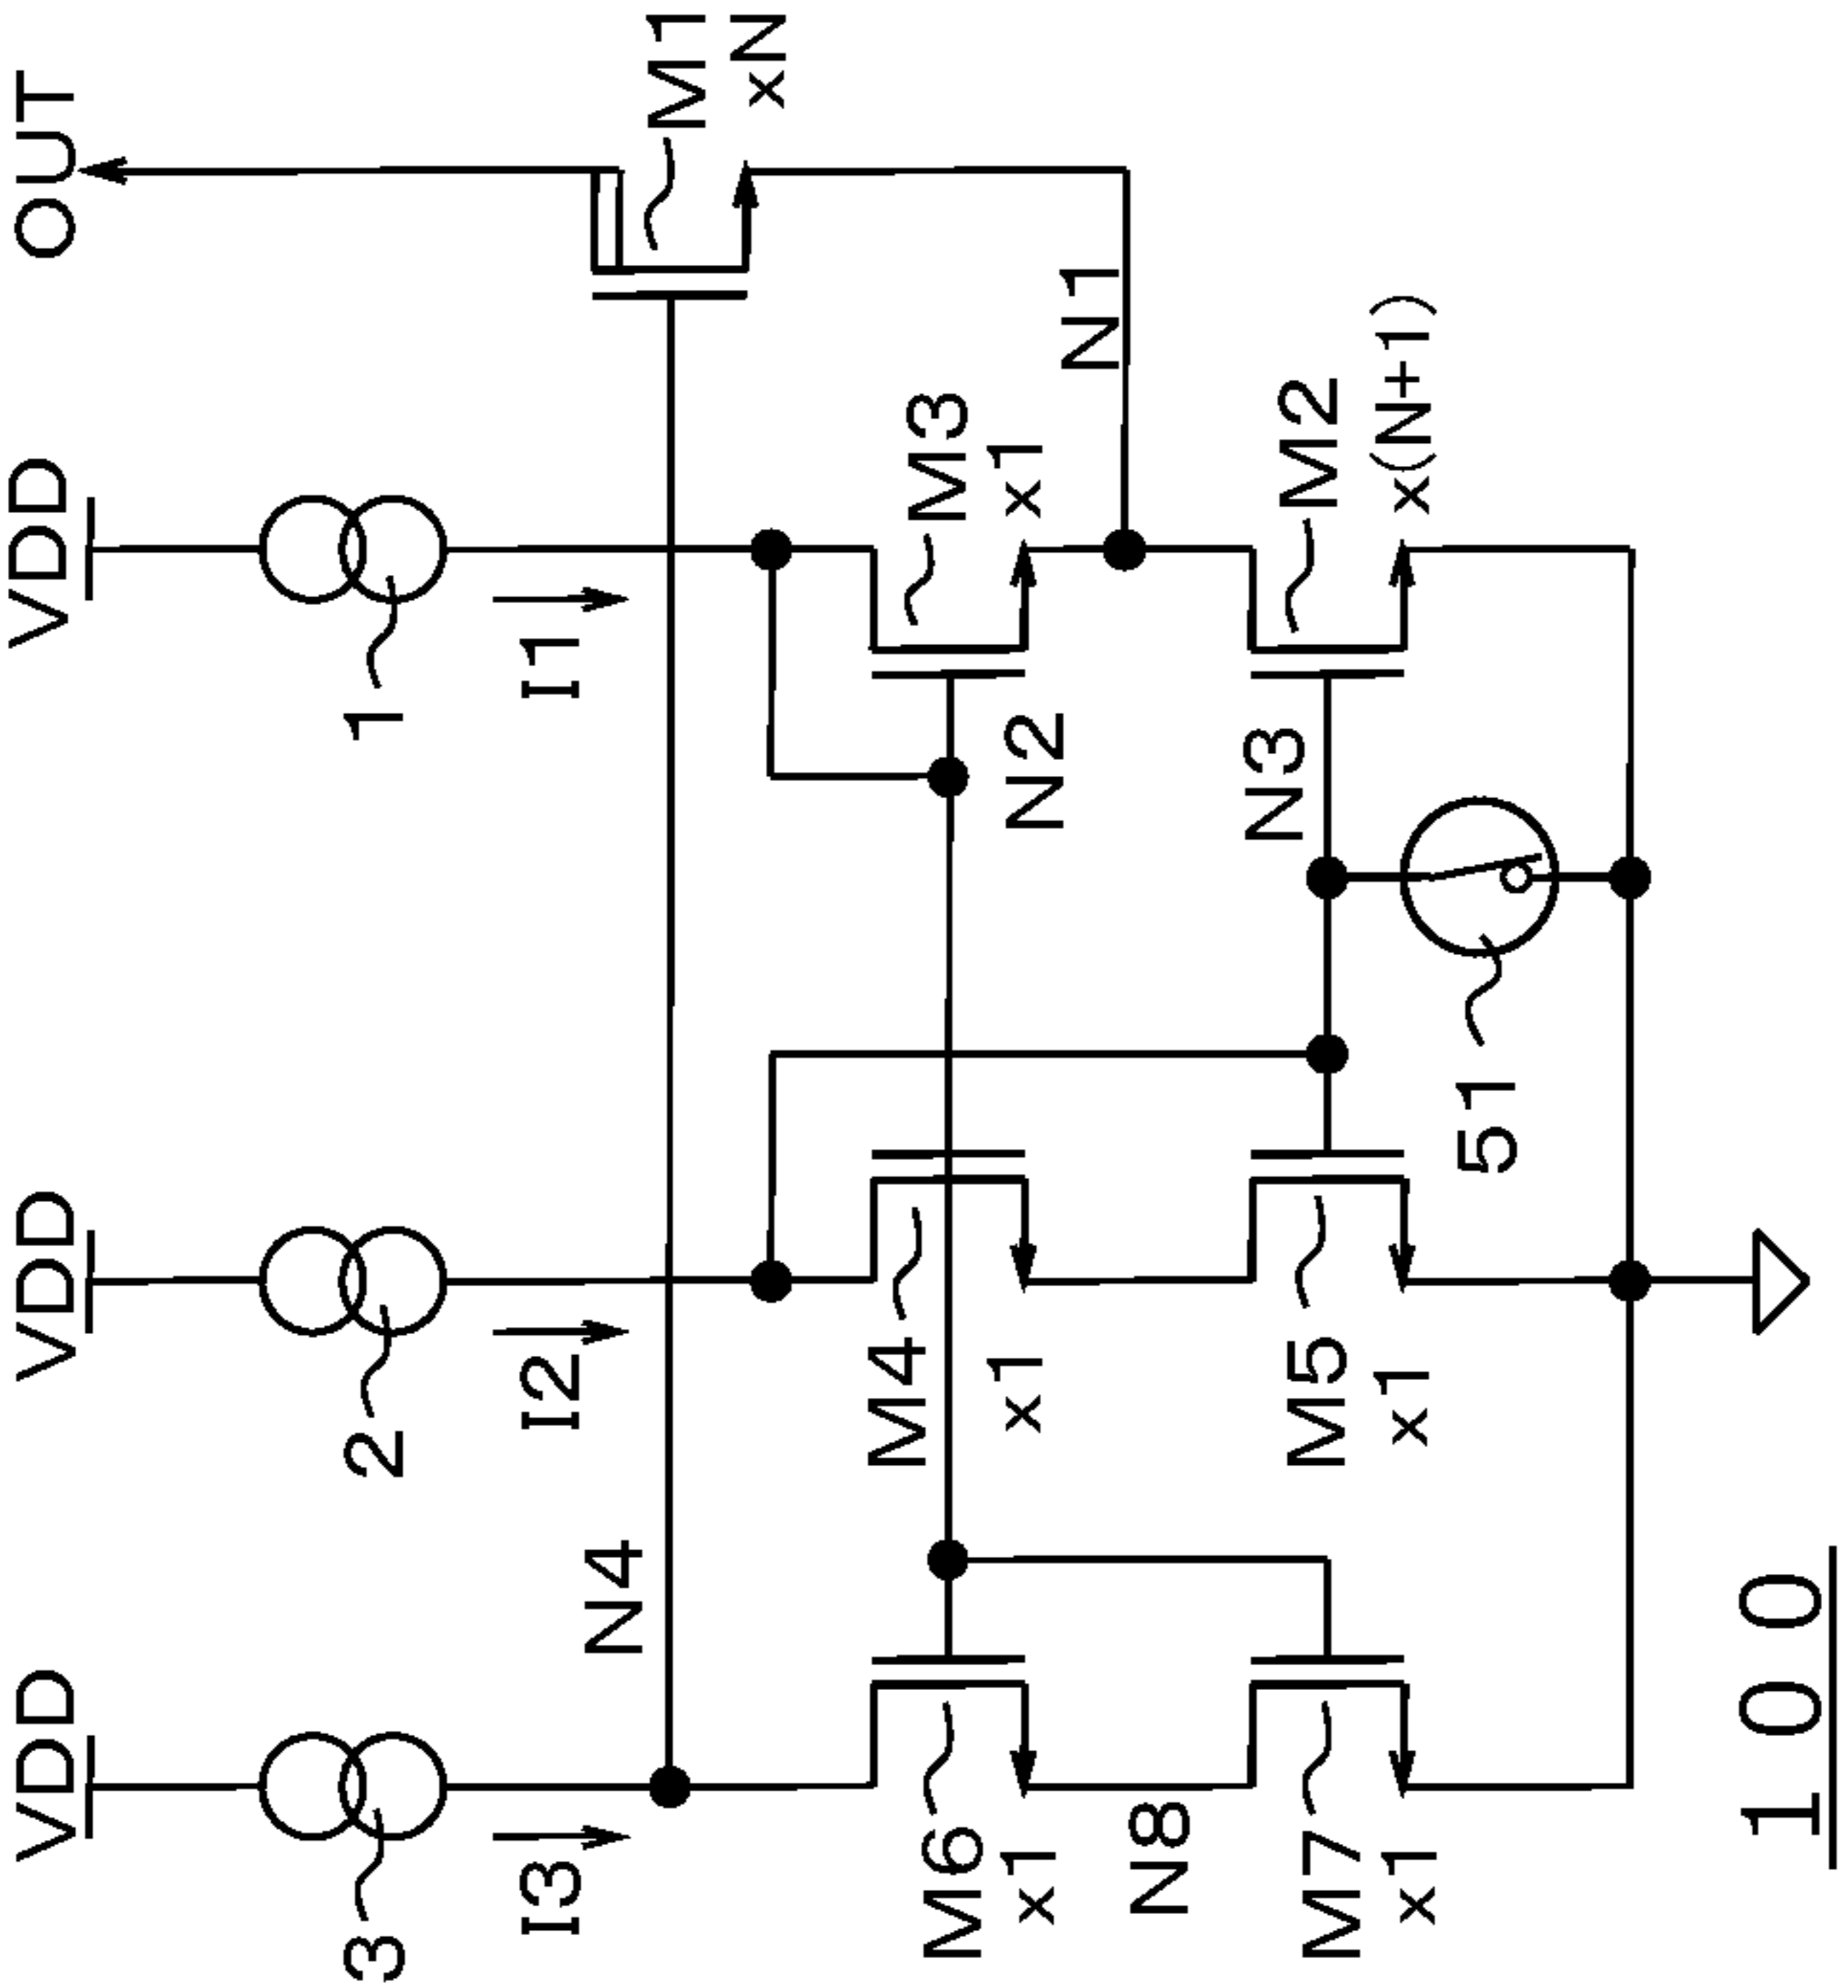 VDD
VDD
VDD
OUT
3
2
1
I3
I2
I1
N4
M1
xN
M6
x1
M4
x1
N2
M3
x1
N1
N8
M7
x1
M5
x1
N3
M2
x(N+1)
51
100